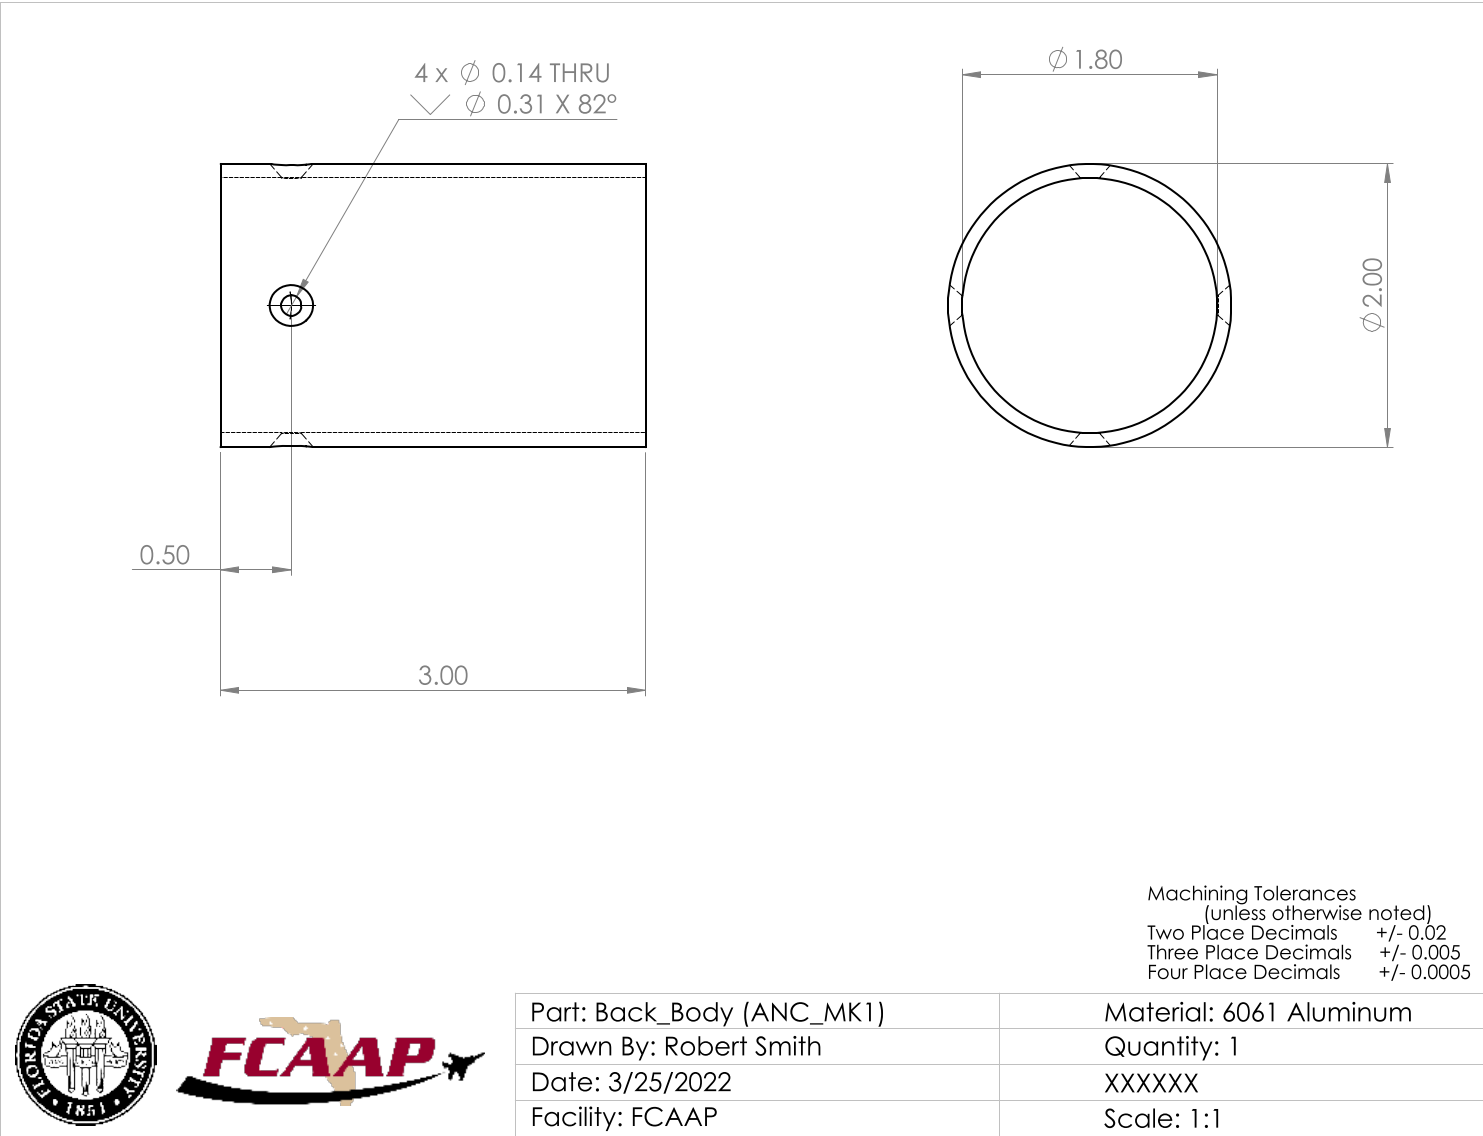 4 x ∅ 0.14 THRU
⌵ ∅ 0.31 X 82°
∅1.80
∅2.00
0.50
3.00
Machining Tolerances
(unless otherwise noted)
Two Place Decimals +/- 0.02
Three Place Decimals +/- 0.005
Four Place Decimals +/- 0.0005
FLORIDA STATE UNIVERSITY
1851
FCAAP
Part: Back_Body (ANC_MK1)
Material: 6061 Aluminum
Drawn By: Robert Smith
Quantity: 1
Date: 3/25/2022
XXXXXX
Facility: FCAAP
Scale: 1:1